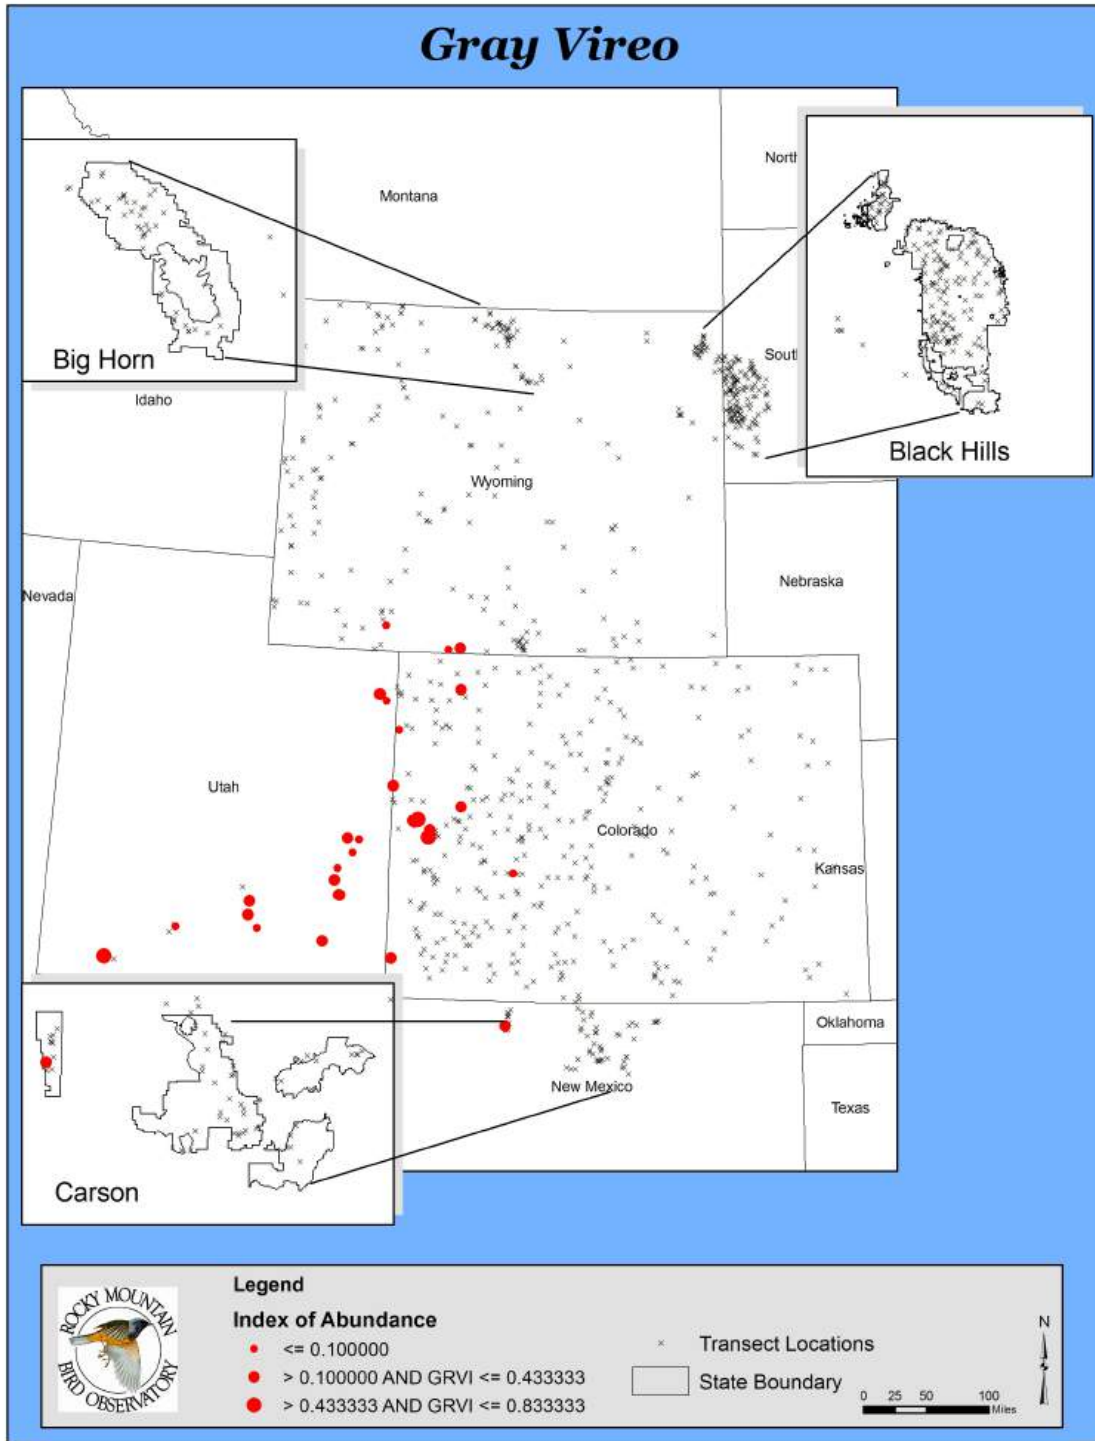 Gray Vireo
Montana
North
Big Horn
Idaho
South
Black Hills
Wyoming
Nevada
Nebraska
Utah
Colorado
Kansas
Oklahoma
New Mexico
Texas
Carson
Legend
Index of Abundance
<= 0.100000
> 0.100000 AND GRVI <= 0.433333
> 0.433333 AND GRVI <= 0.833333
Transect Locations
State Boundary
N
0 25 50 100
Miles
ROCKY MOUNTAIN
BIRD OBSERVATORY